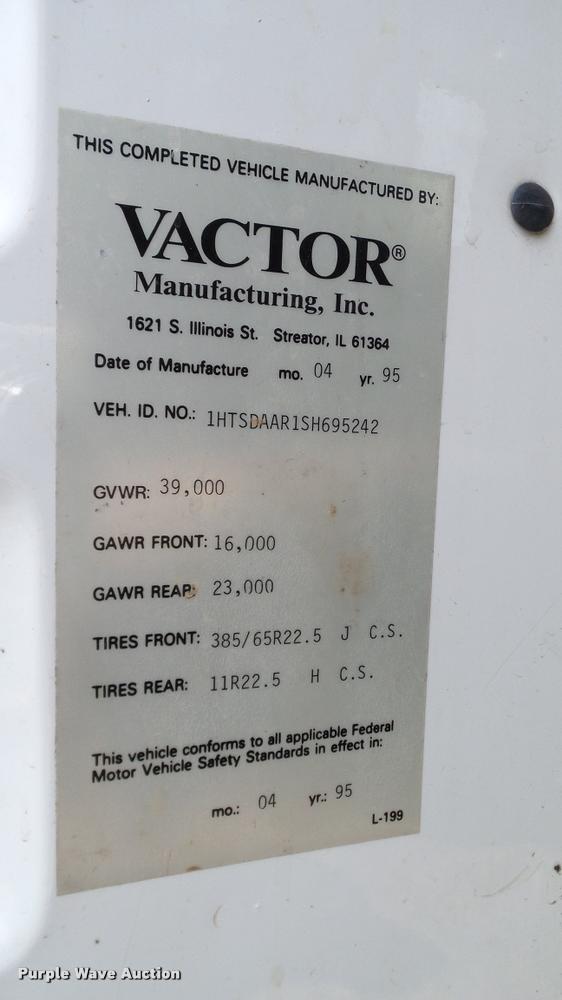 THIS COMPLETED VEHICLE MANUFACTURED BY:
VACTOR®
Manufacturing, Inc.
1621 S. Illinois St. Streator, IL 61364
Date of Manufacture mo. 04 yr. 95
VEH. ID. NO.: 1HTSDAAR1SH695242
GVWR: 39,000
GAWR FRONT: 16,000
GAWR REAR: 23,000
TIRES FRONT: 385/65R22.5 J C.S.
TIRES REAR: 11R22.5 H C.S.
This vehicle conforms to all applicable Federal
Motor Vehicle Safety Standards in effect in:
mo.: 04 yr.: 95
L-199
Purple Wave Auction